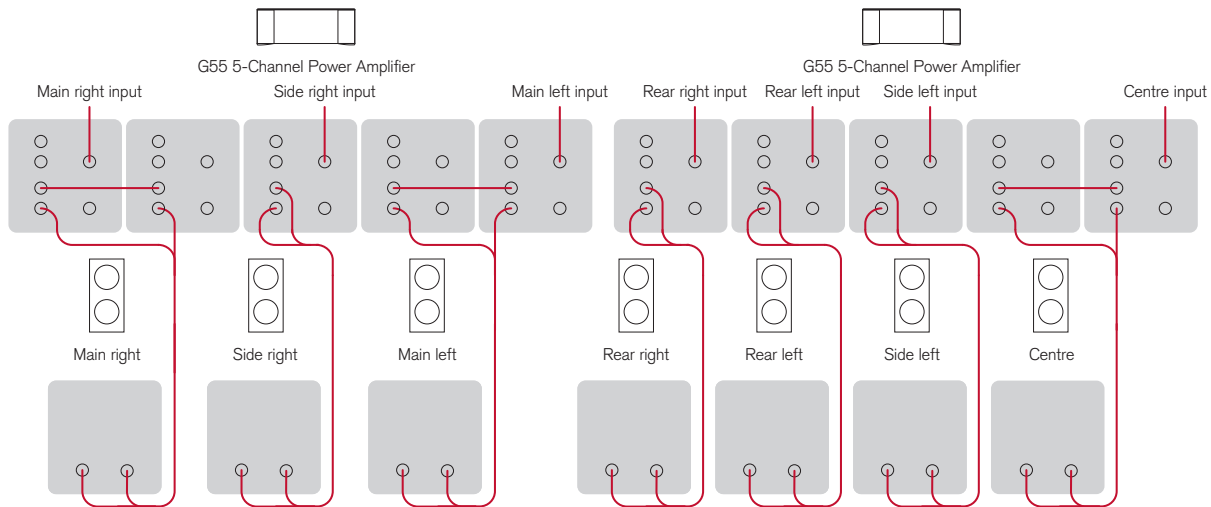 G55 5-Channel Power Amplifier
G55 5-Channel Power Amplifier
Main right input
Side right input
Main left input
Rear right input
Rear left input
Side left input
Centre input
Main right
Side right
Main left
Rear right
Rear left
Side left
Centre